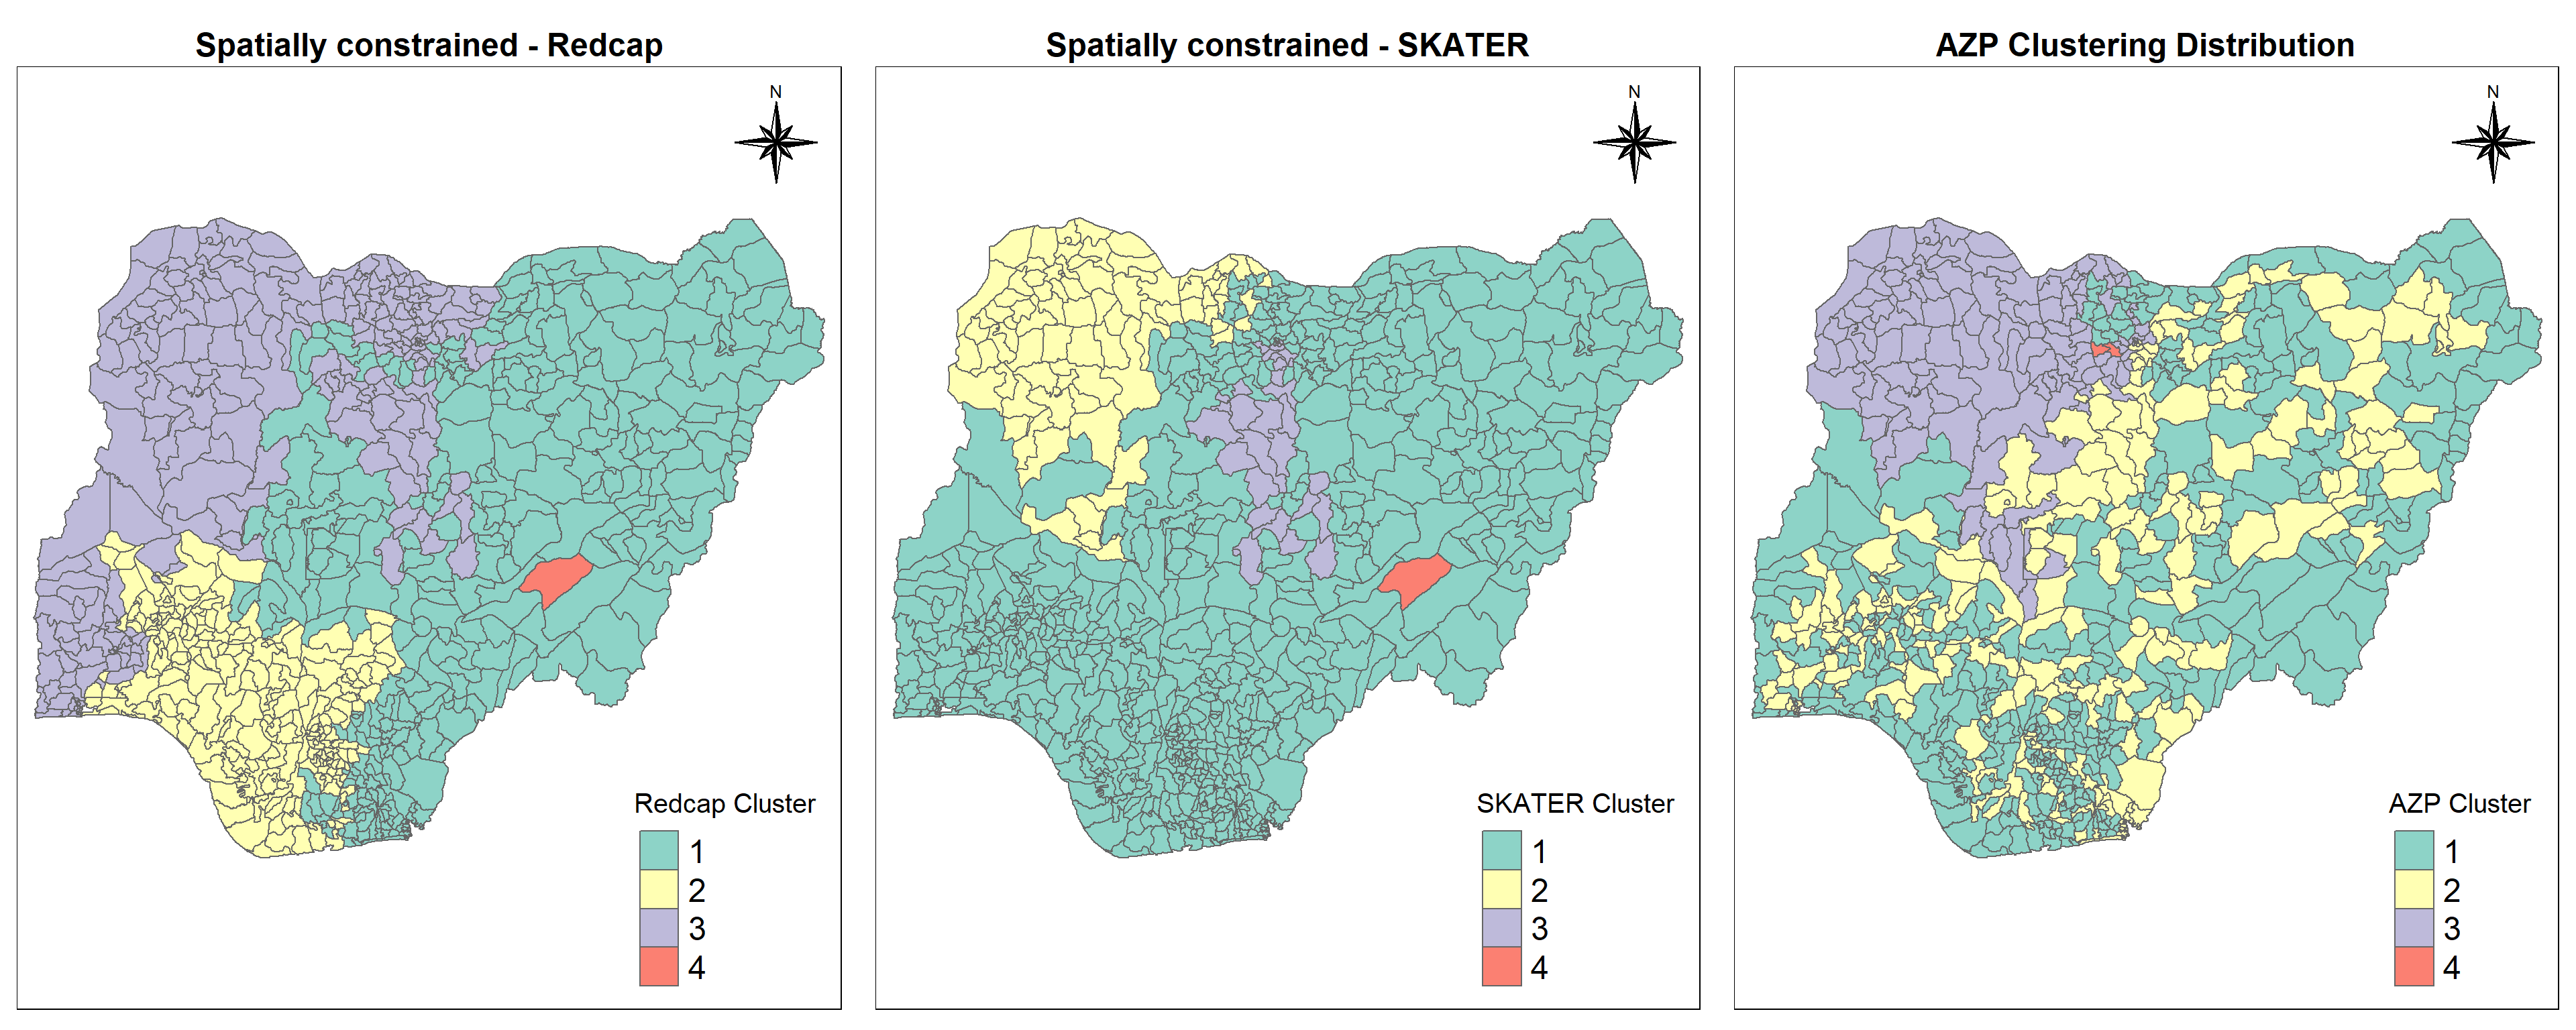 Spatially constrained - Redcap
N
Redcap Cluster
1
2
3
4
Spatially constrained - SKATER
N
SKATER Cluster
1
2
3
4
AZP Clustering Distribution
N
AZP Cluster
1
2
3
4